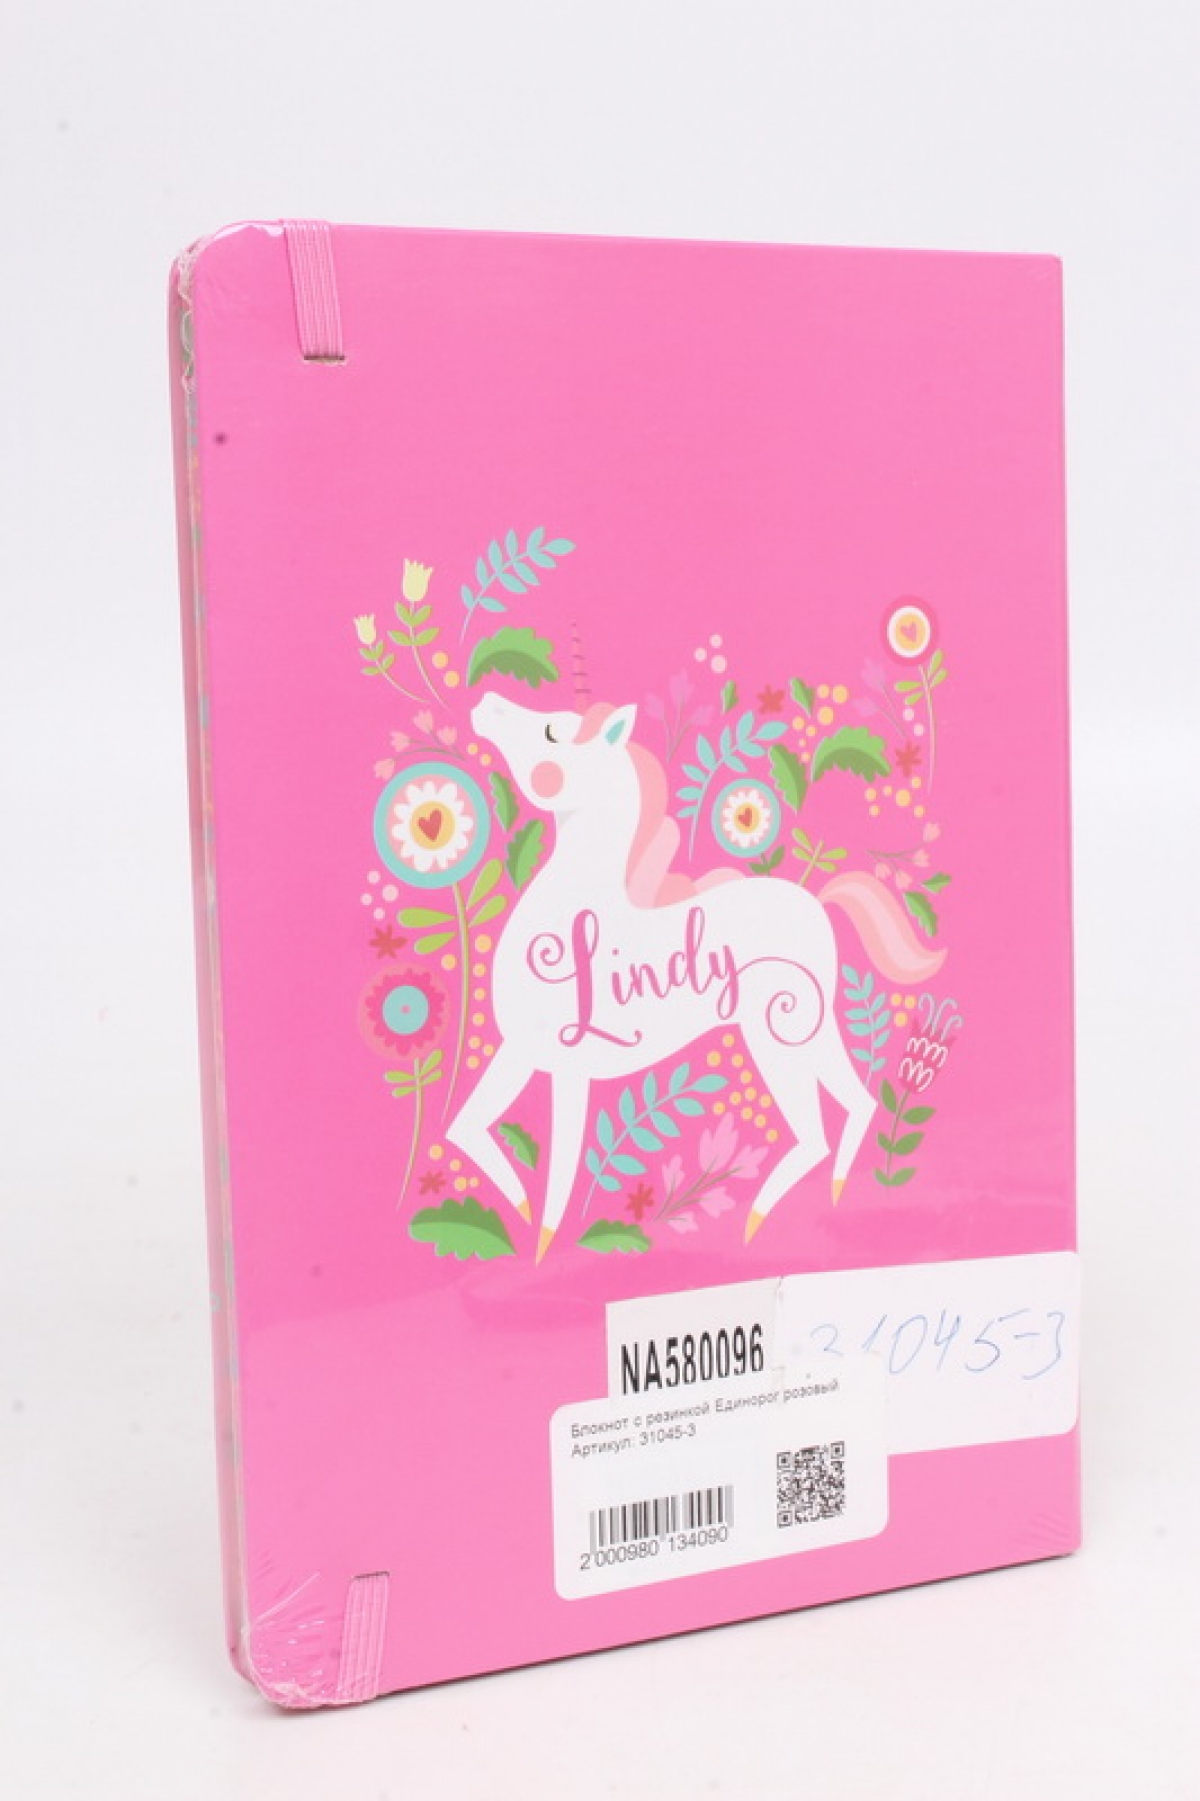 Lindy
NA580096
31045-3
Блокнот с резинкой Единорог розовый
Артикул: 31045-3
2 000980 134090